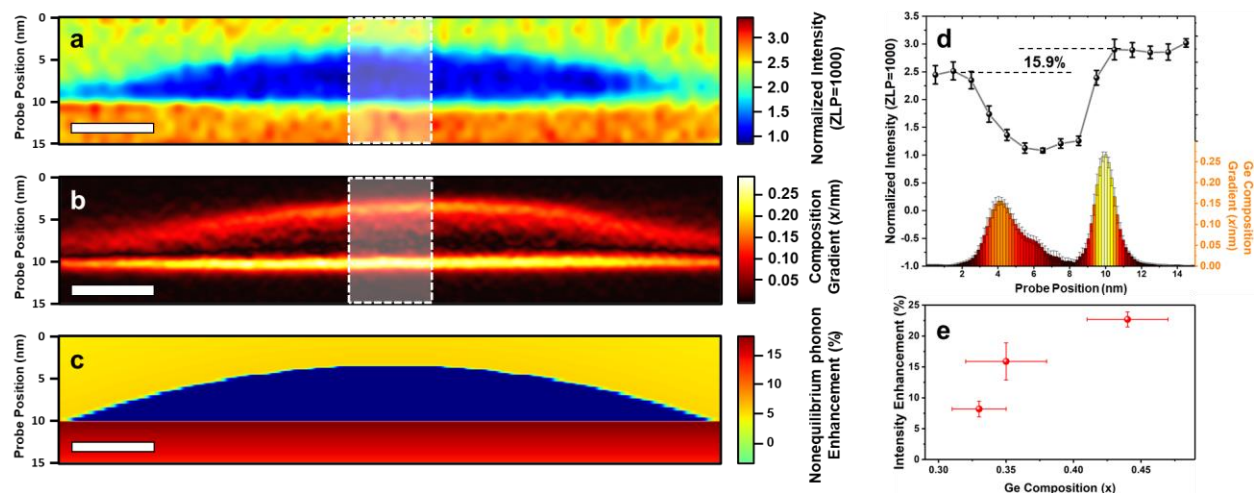 a
Probe Position (nm)
0
5
10
15
3.0
2.5
2.0
1.5
1.0
Normalized Intensity
(ZLP=1000)
b
Probe Position (nm)
0
5
10
15
0.25
0.20
0.15
0.10
0.05
Composition
Gradient (x/nm)
c
Probe Position (nm)
0
5
10
15
15
10
5
0
Nonequilibrium phonon
Enhancement (%)
d
Normalized Intensity (ZLP=1000)
3.5
3.0
2.5
2.0
1.5
1.0
0.5
0.0
-0.5
-1.0
15.9%
0.25
0.20
0.15
0.10
0.05
0.00
Ge Composition
Gradient (x/nm)
2 4 6 8 10 12 14
Probe Position (nm)
e
Intensity Enhancement (%)
25
20
15
10
5
0
0.30 0.35 0.40 0.45
Ge Composition (x)